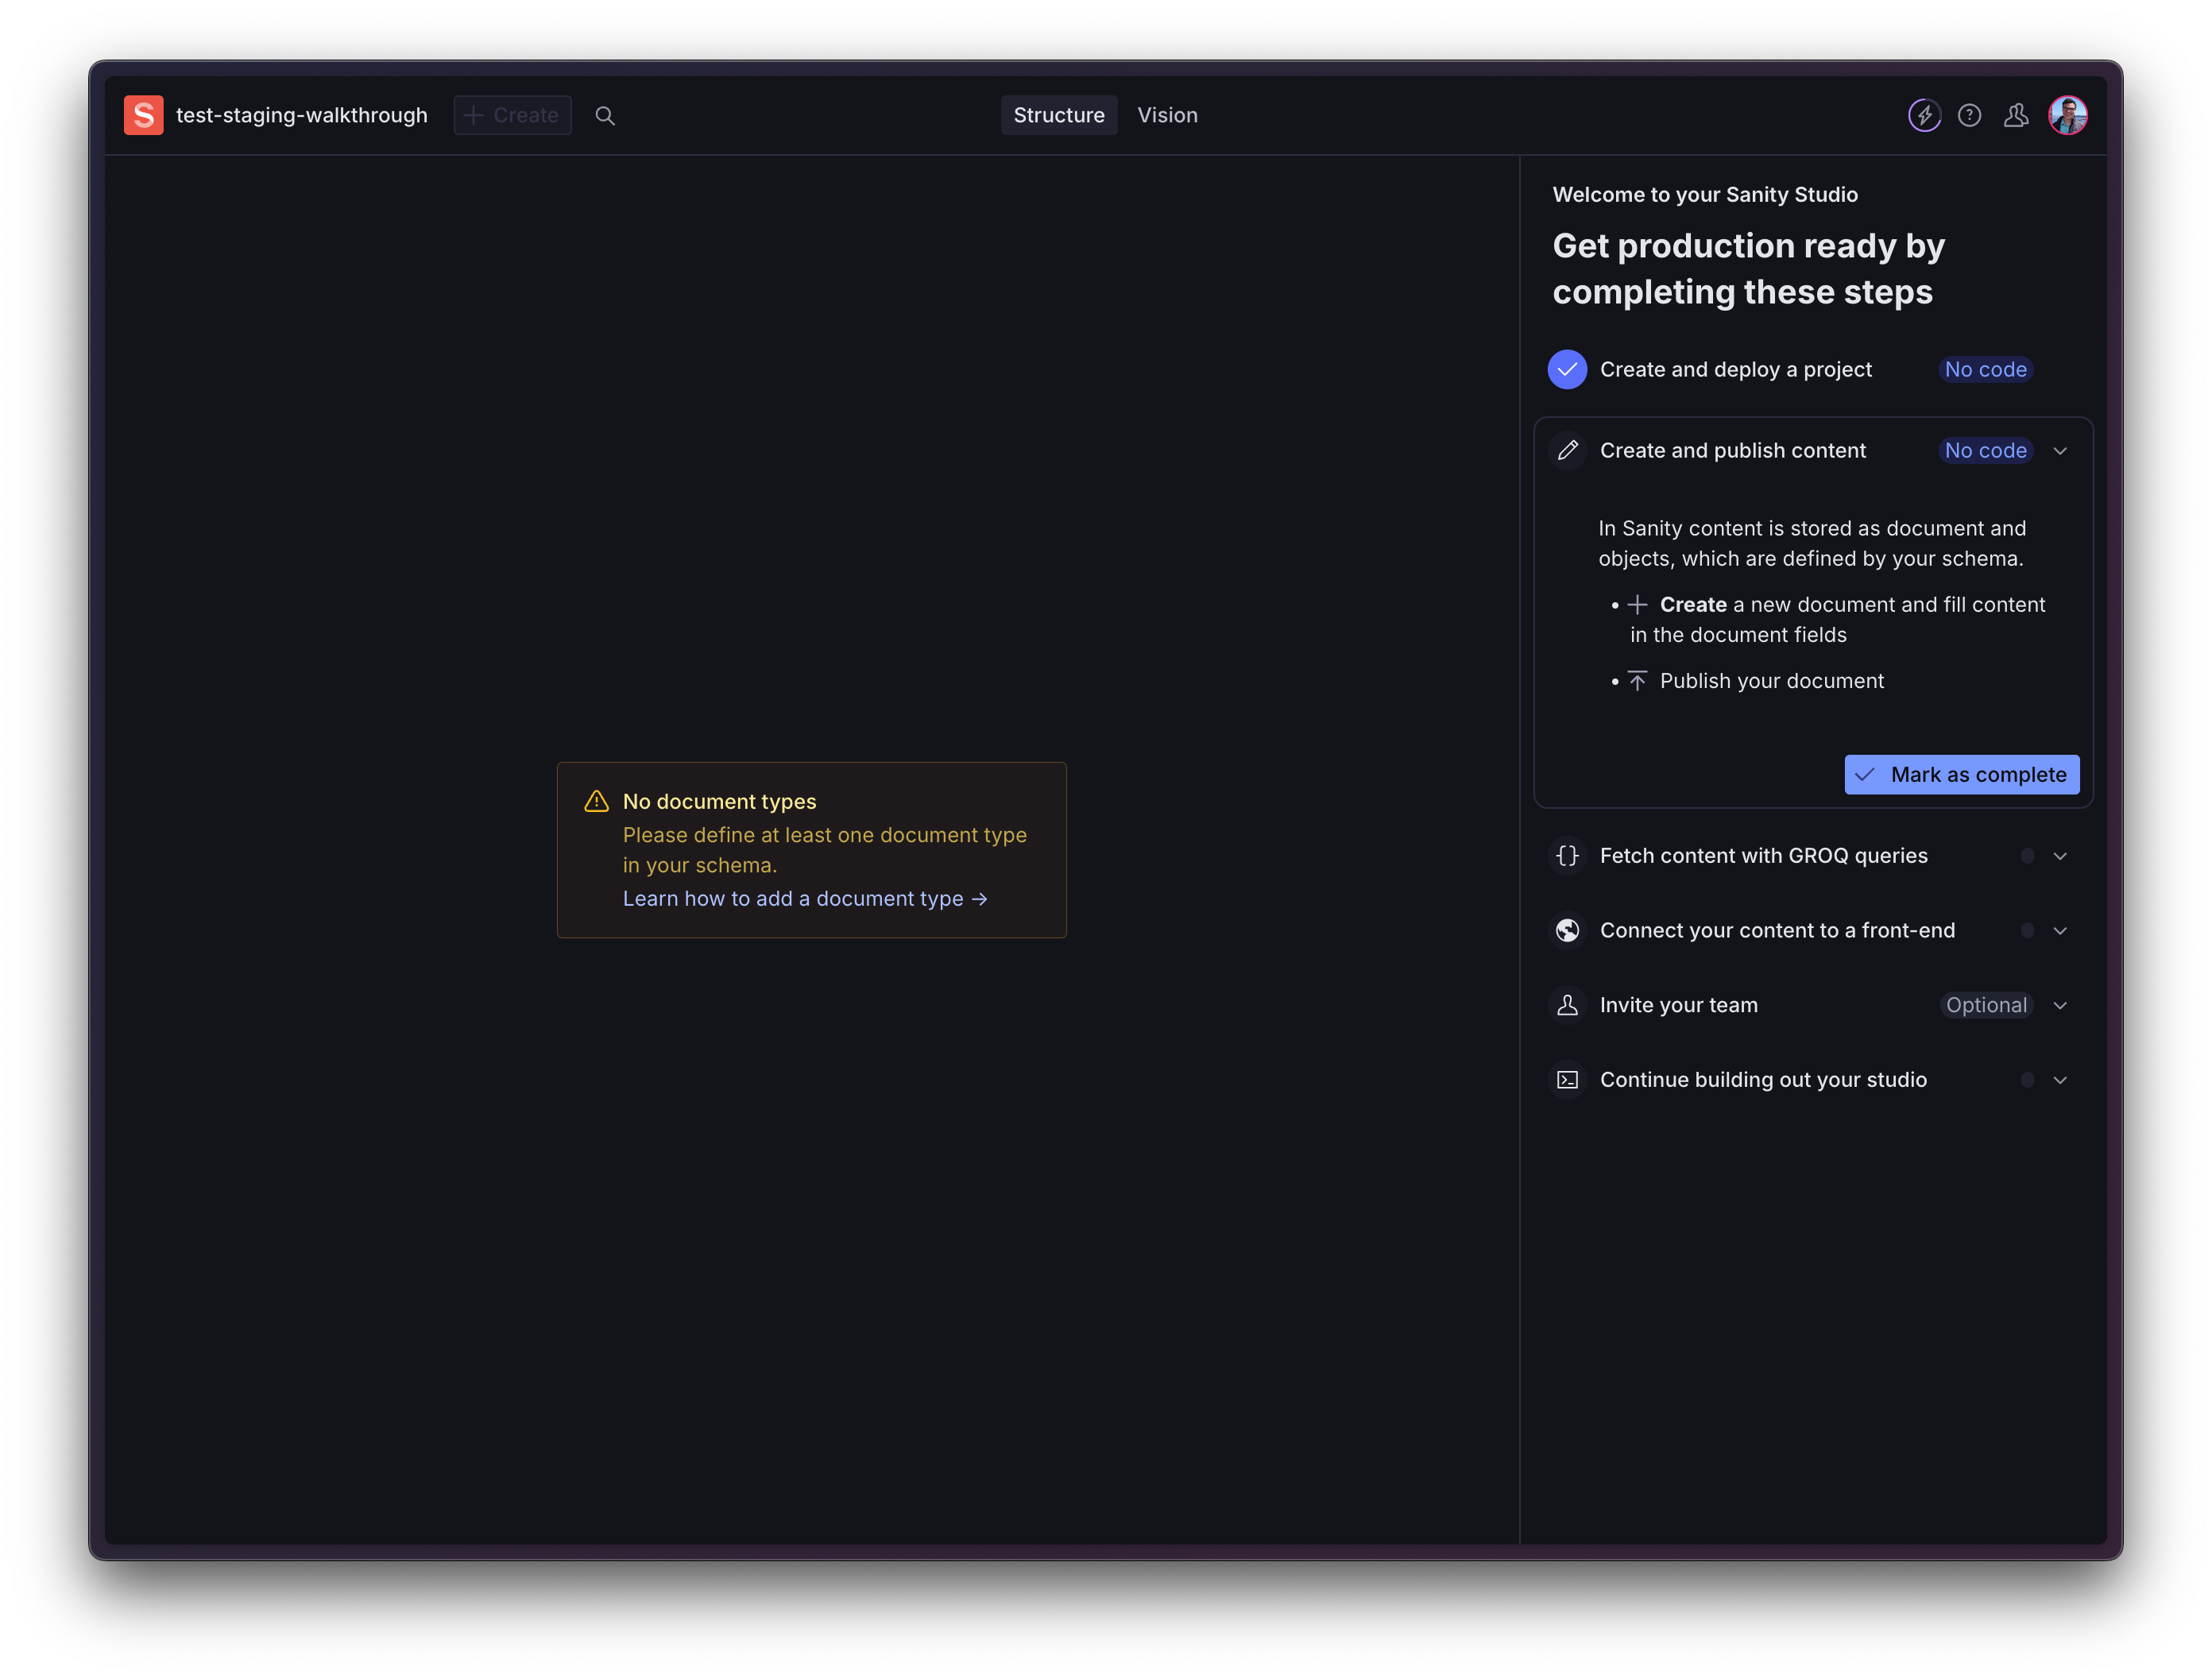 S test-staging-walkthrough + Create Structure Vision ?
Welcome to your Sanity Studio
Get production ready by
completing these steps
Create and deploy a project No code
Create and publish content No code
In Sanity content is stored as document and
objects, which are defined by your schema.
• + Create a new document and fill content
in the document fields
• Publish your document
Mark as complete
No document types
Please define at least one document type
in your schema.
Learn how to add a document type →
{} Fetch content with GROQ queries
Connect your content to a front-end
Invite your team Optional
Continue building out your studio